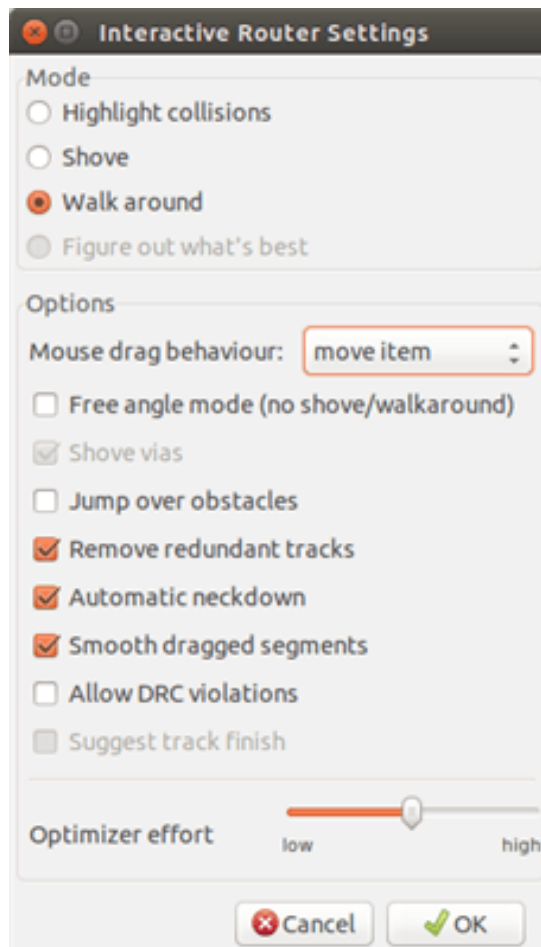 Interactive Router Settings
Mode
Highlight collisions
Shove
Walk around
Figure out what's best
Options
Mouse drag behaviour: move item
Free angle mode (no shove/walkaround)
Shove vias
Jump over obstacles
Remove redundant tracks
Automatic neckdown
Smooth dragged segments
Allow DRC violations
Suggest track finish
Optimizer effort
low high
Cancel OK